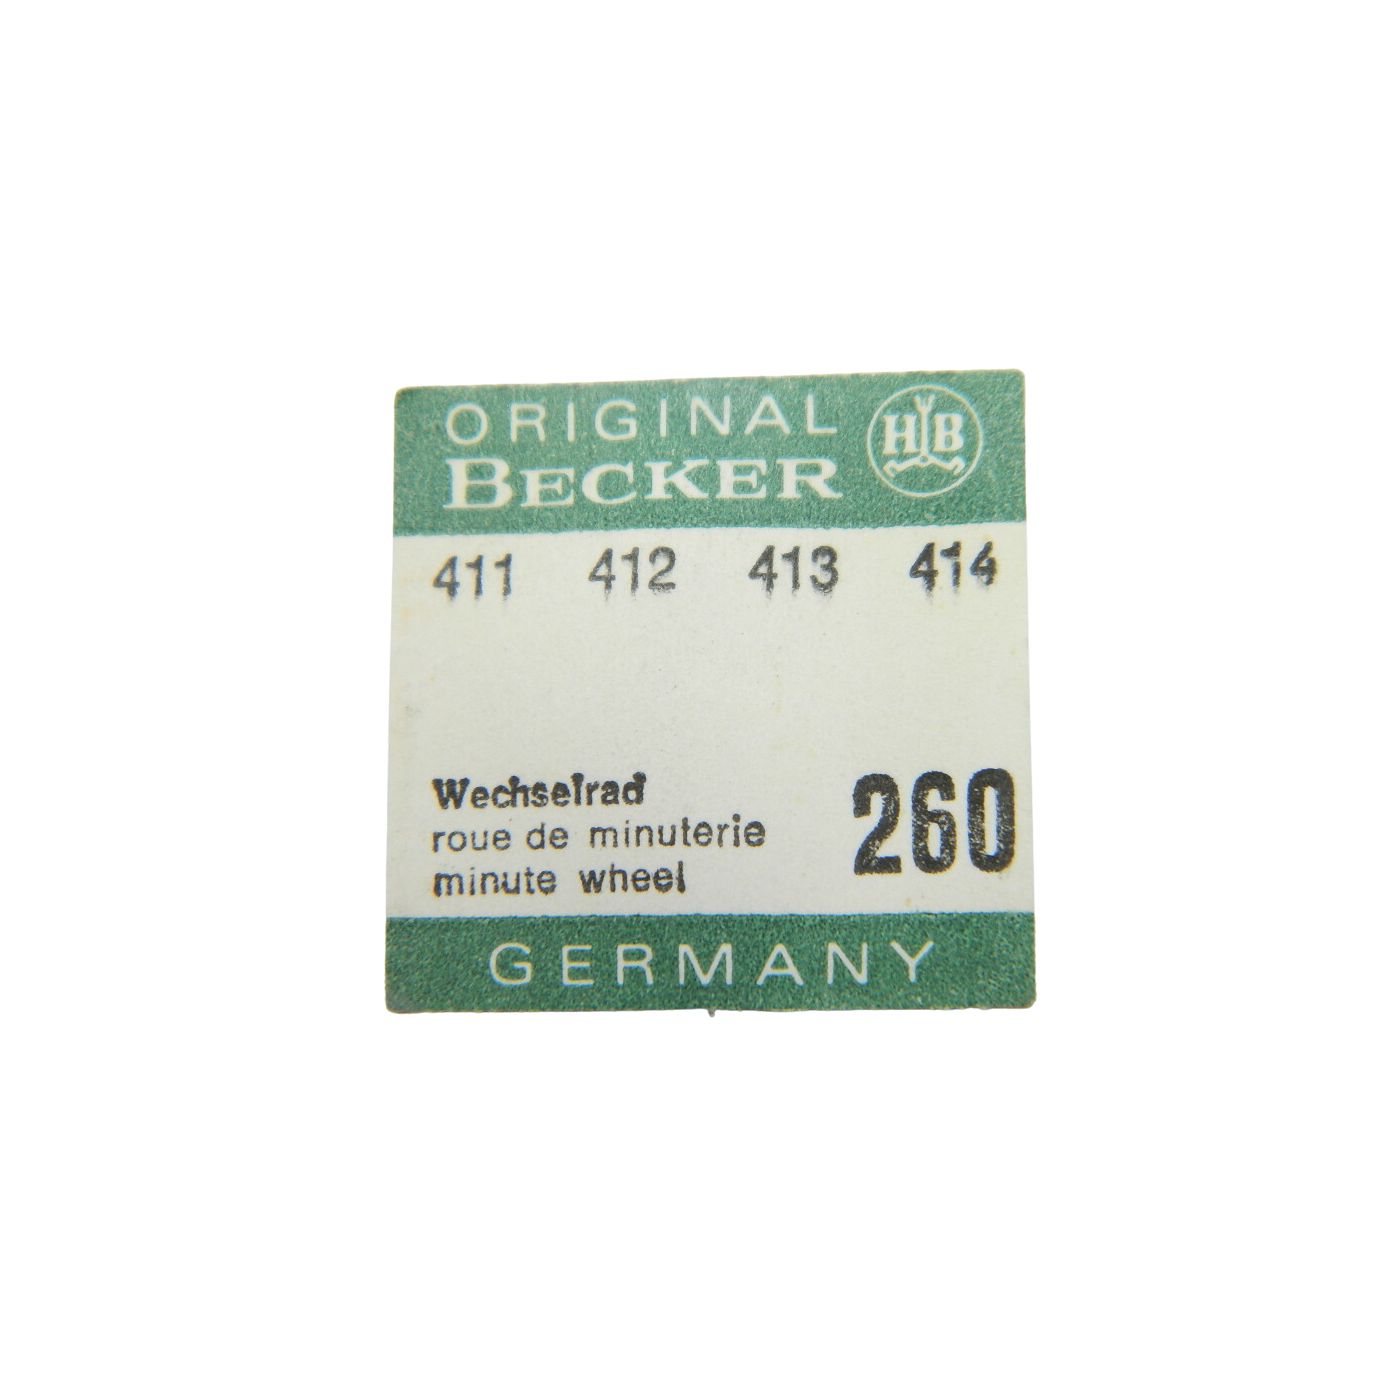 ORIGINAL
BECKER
HB
411 412 413 414
Wechselrad
roue de minuterie
minute wheel
260
GERMANY